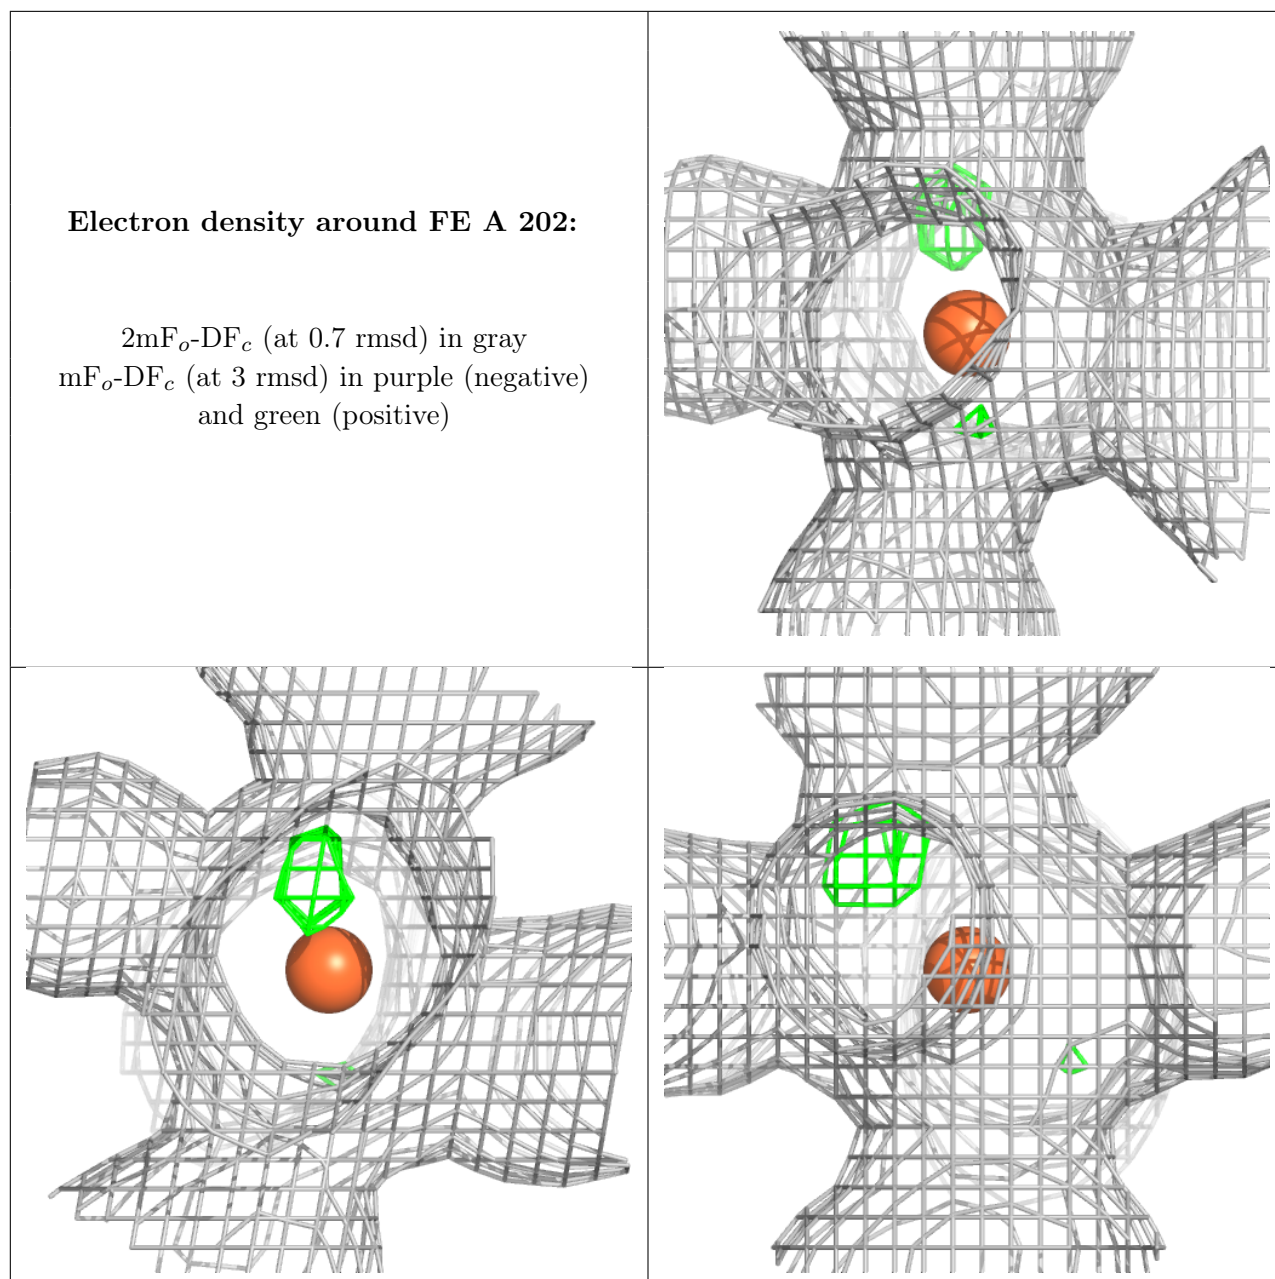 Electron density around FE A 202:
2mFo-DFc (at 0.7 rmsd) in gray
mFo-DFc (at 3 rmsd) in purple (negative)
and green (positive)